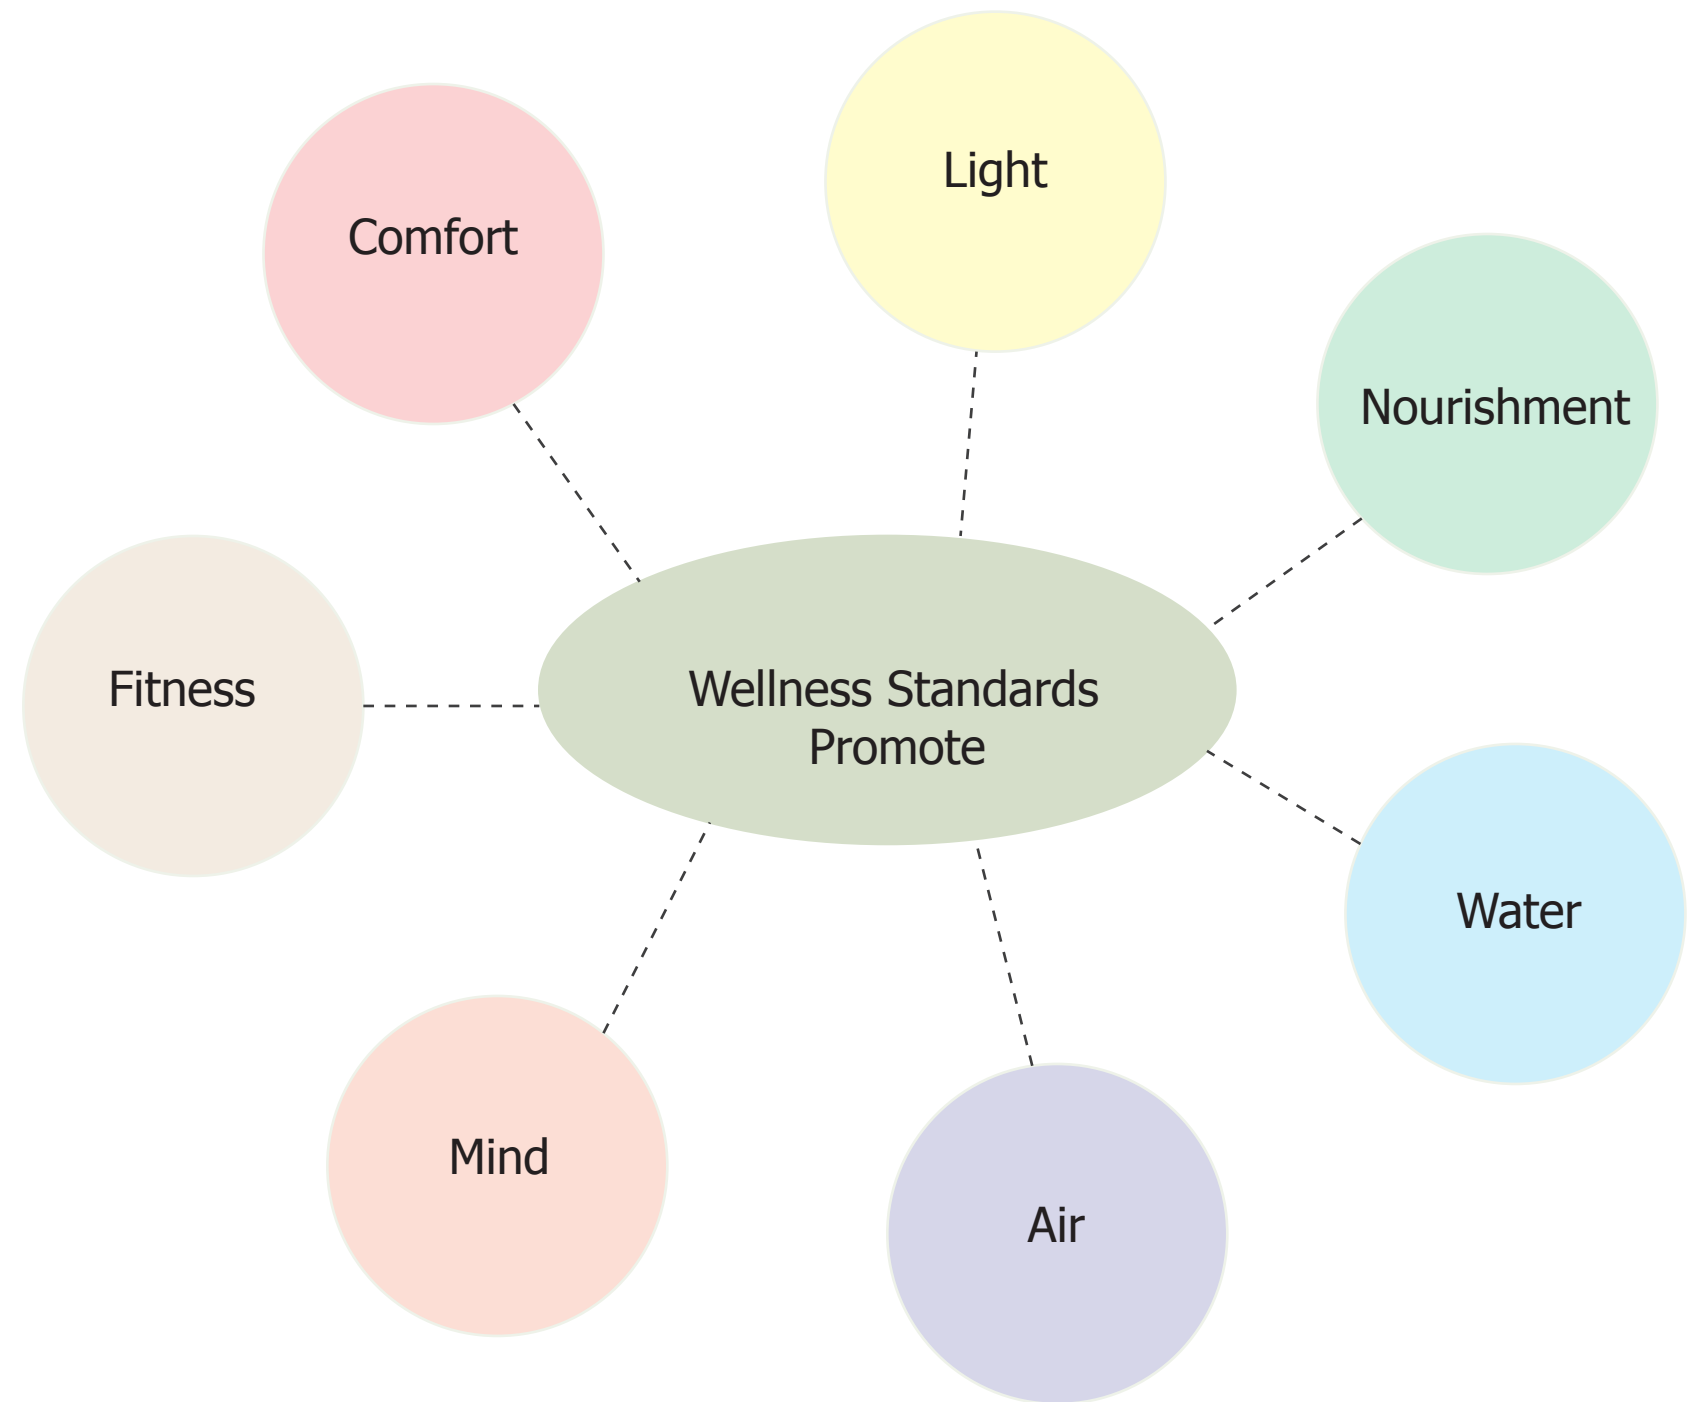 Light
Comfort
Nourishment
Fitness
Wellness Standards
Promote
Water
Mind
Air